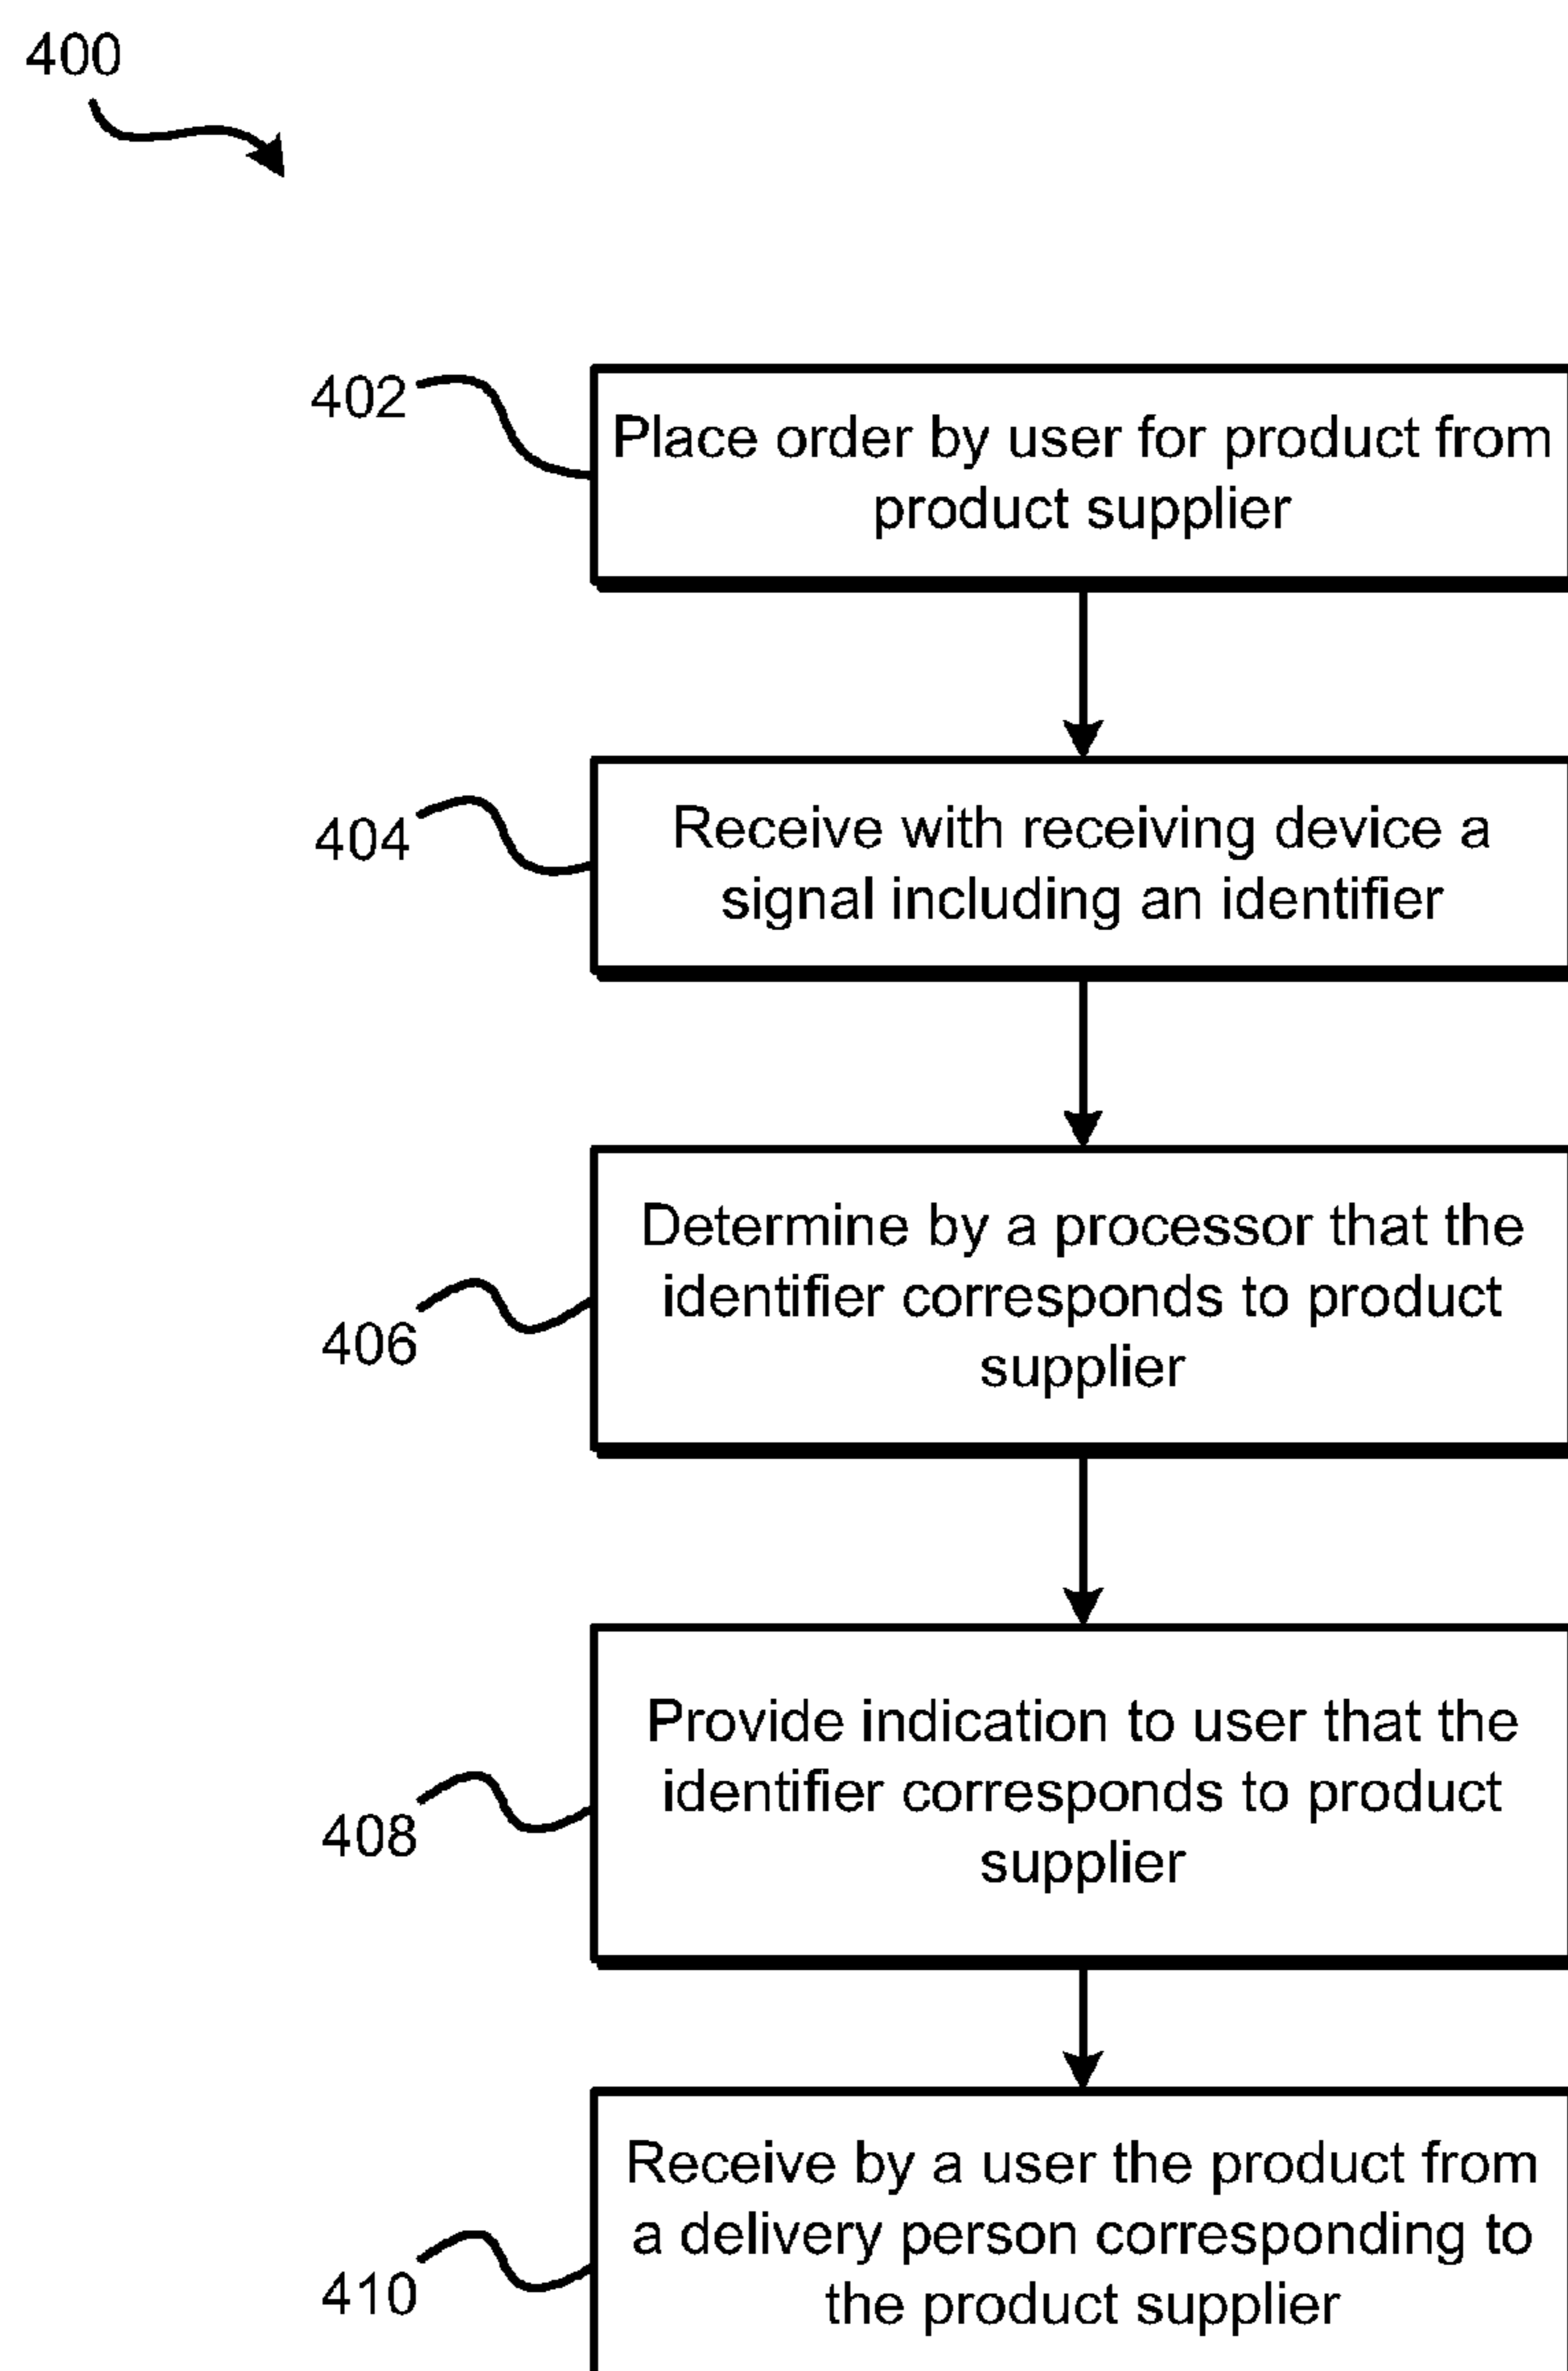 400
402
Place order by user for product from
product supplier
404
Receive with receiving device a
signal including an identifier
406
Determine by a processor that the
identifier corresponds to product
supplier
408
Provide indication to user that the
identifier corresponds to product
supplier
410
Receive by a user the product from
a delivery person corresponding to
the product supplier